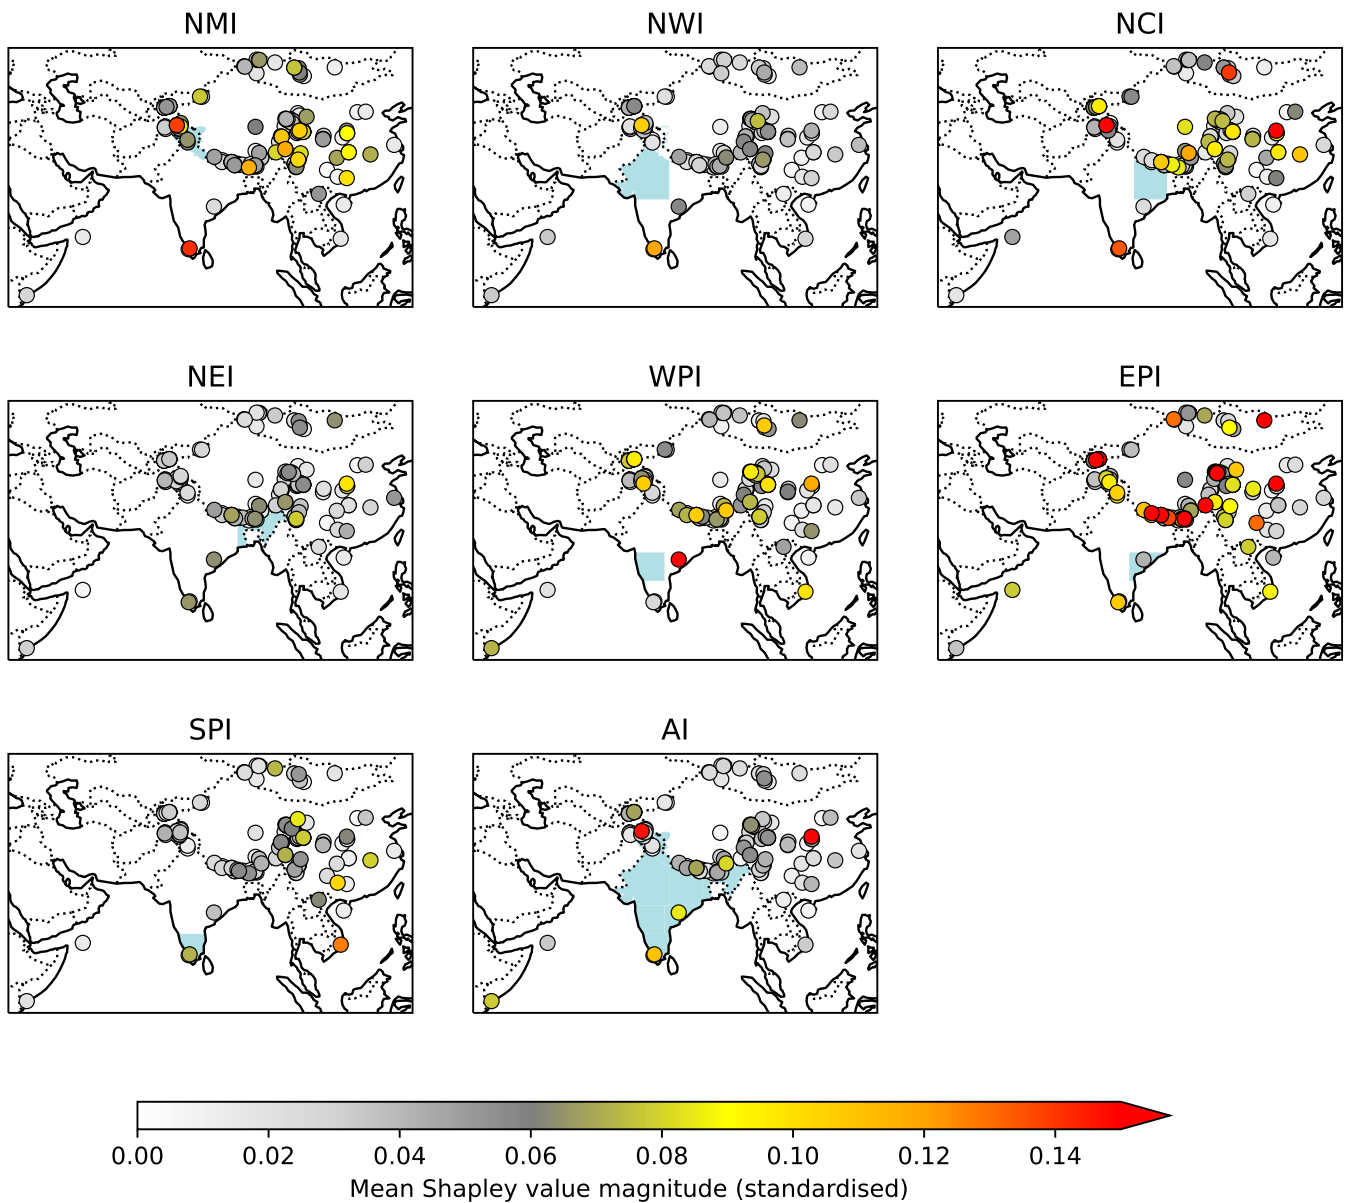 NMI
NWI
NCI
NEI
WPI
EPI
SPI
AI
0.00 0.02 0.04 0.06 0.08 0.10 0.12 0.14
Mean Shapley value magnitude (standardised)